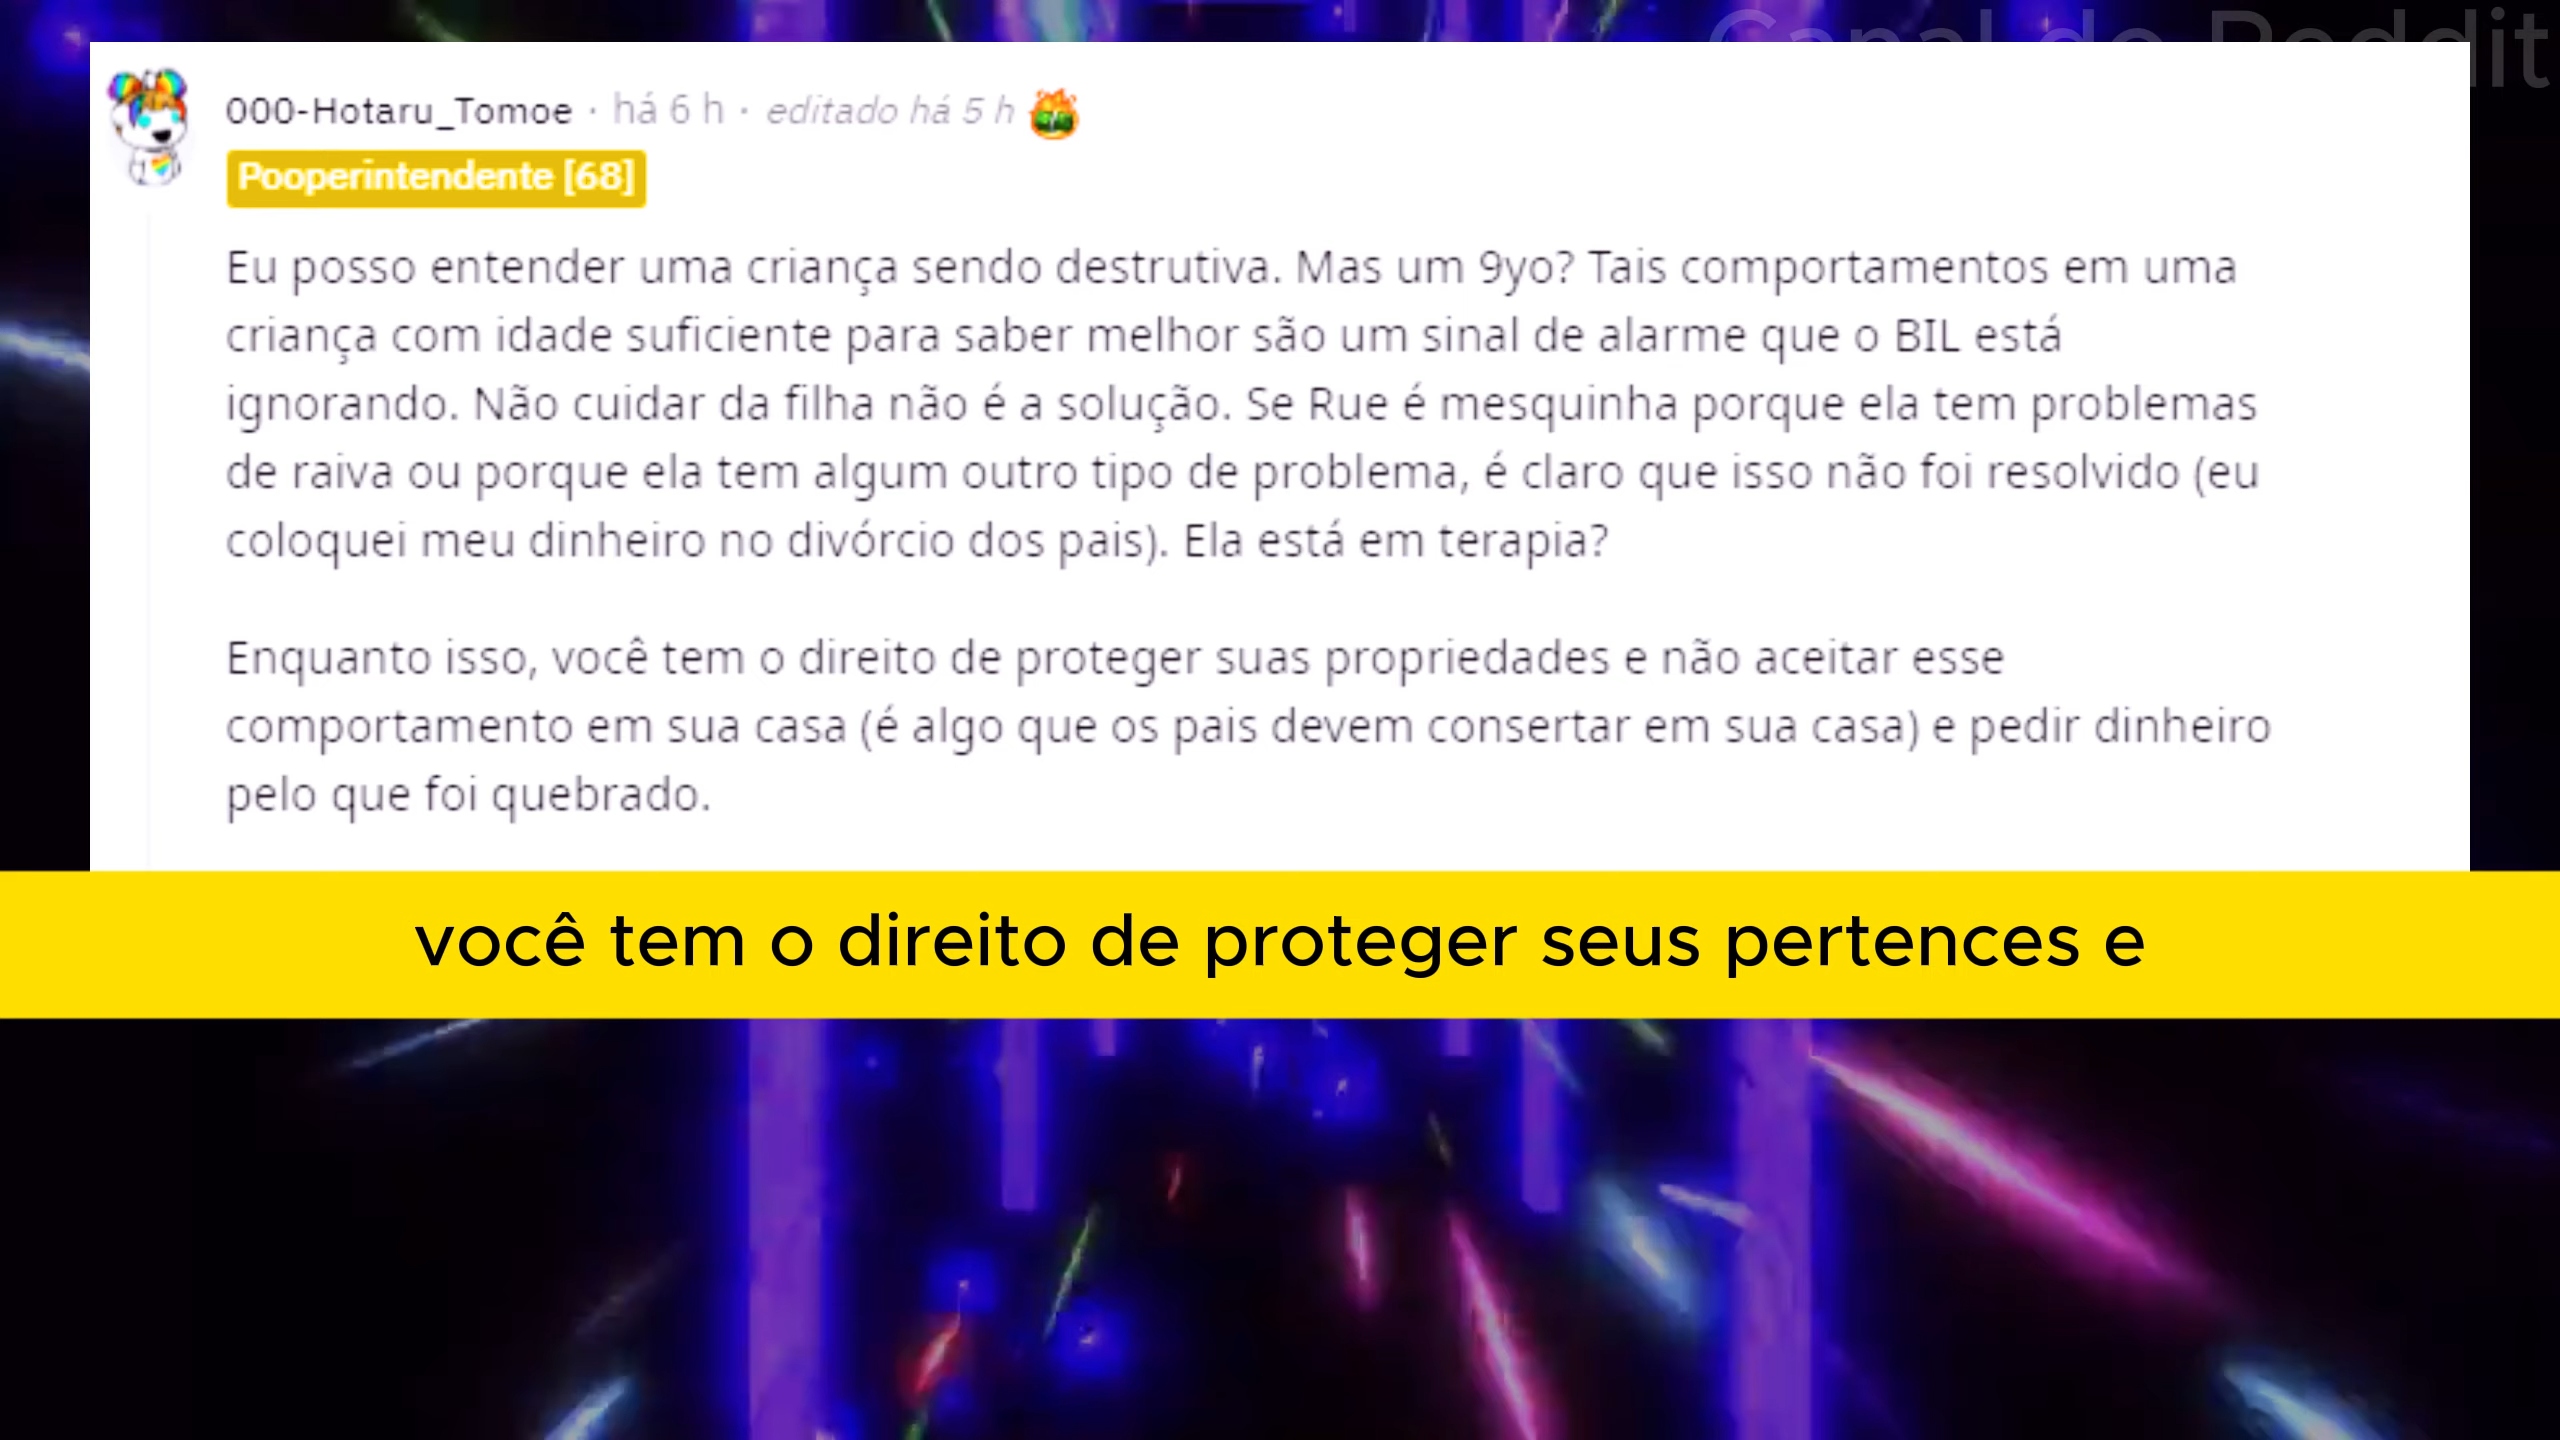 Canal do Reddit
000-Hotaru_Tomoe · há 6 h · editado há 5 h
Pooperintendente [68]
Eu posso entender uma criança sendo destrutiva. Mas um 9yo? Tais comportamentos em uma
criança com idade suficiente para saber melhor são um sinal de alarme que o BIL está
ignorando. Não cuidar da filha não é a solução. Se Rue é mesquinha porque ela tem problemas
de raiva ou porque ela tem algum outro tipo de problema, é claro que isso não foi resolvido (eu
coloquei meu dinheiro no divórcio dos pais). Ela está em terapia?
Enquanto isso, você tem o direito de proteger suas propriedades e não aceitar esse
comportamento em sua casa (é algo que os pais devem consertar em sua casa) e pedir dinheiro
pelo que foi quebrado.
você tem o direito de proteger seus pertences e